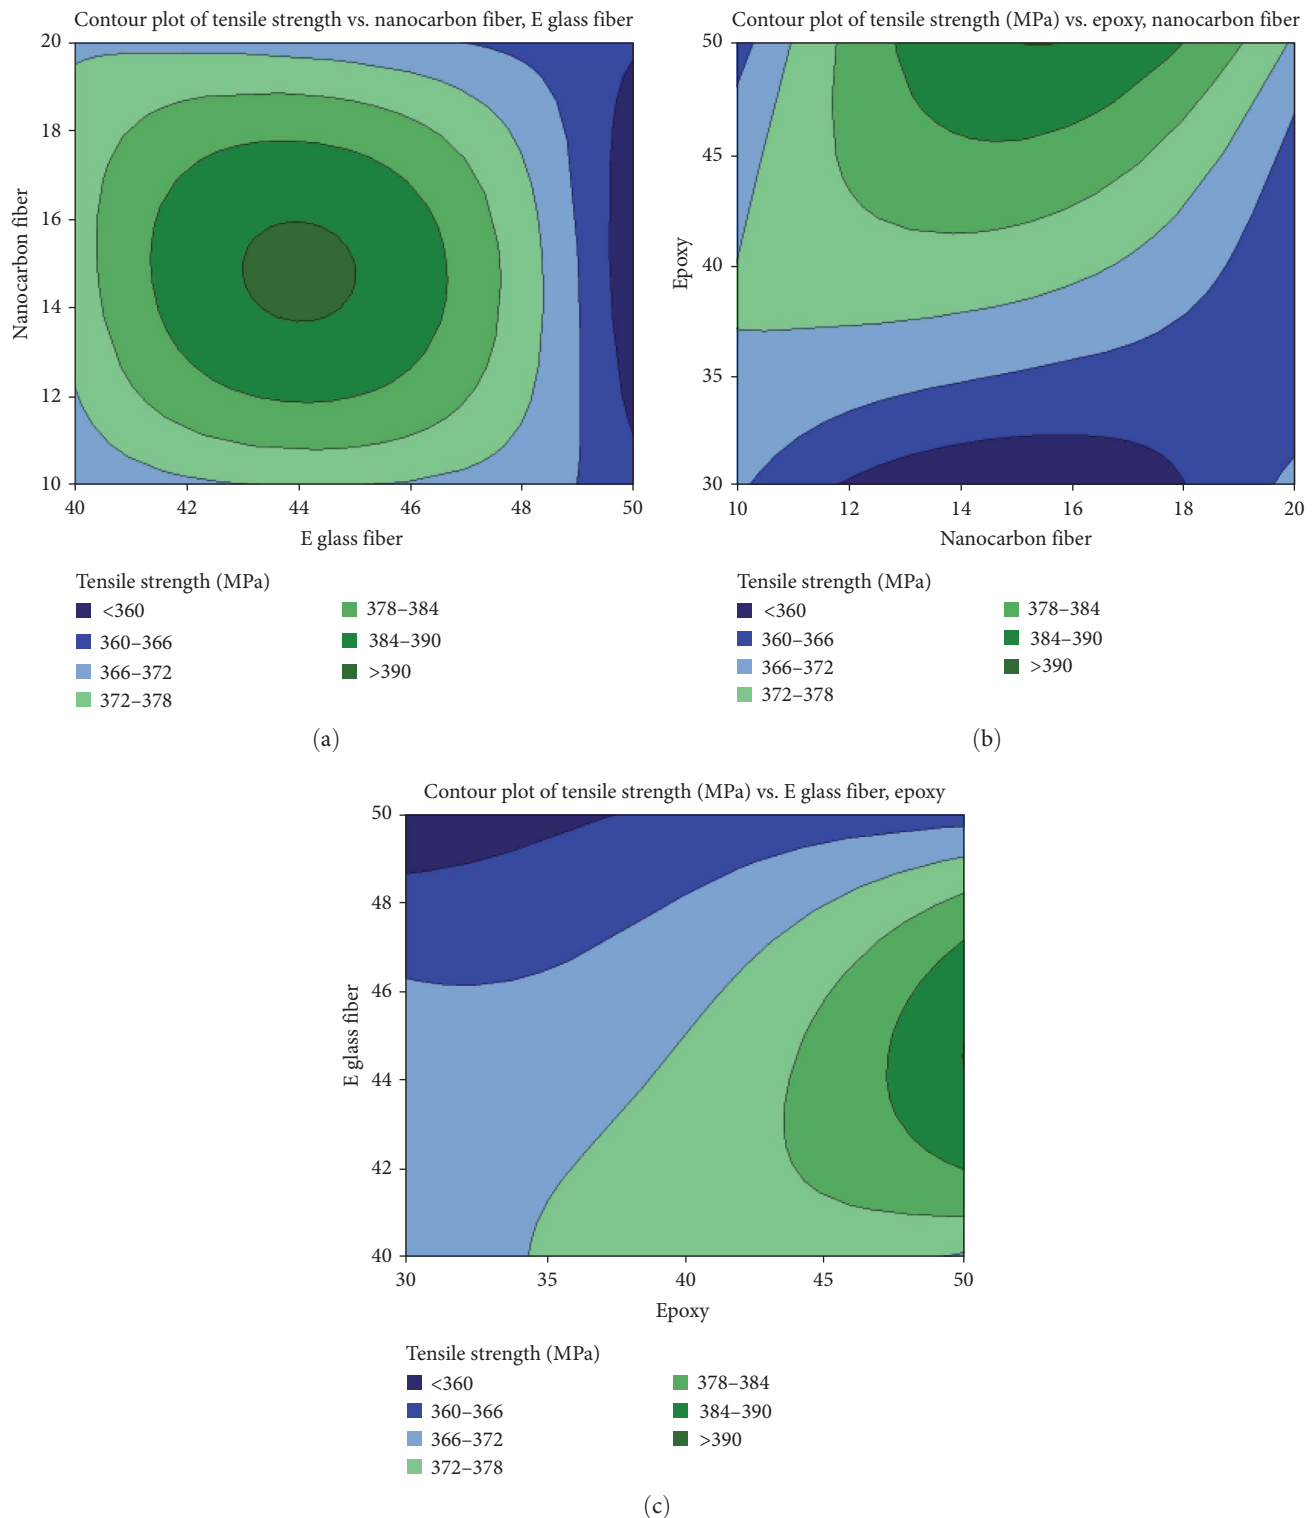 Contour plot of tensile strength vs. nanocarbon fiber, E glass fiber
20
18
16
14
12
10
Nanocarbon fiber
40 42 44 46 48 50
E glass fiber
Tensile strength (MPa)
<360
360–366
366–372
372–378
378–384
384–390
>390
(a)
Contour plot of tensile strength (MPa) vs. epoxy, nanocarbon fiber
50
45
40
35
30
Epoxy
10 12 14 16 18 20
Nanocarbon fiber
Tensile strength (MPa)
<360
360–366
366–372
372–378
378–384
384–390
>390
(b)
Contour plot of tensile strength (MPa) vs. E glass fiber, epoxy
50
48
46
44
42
40
E glass fiber
30 35 40 45 50
Epoxy
Tensile strength (MPa)
<360
360–366
366–372
372–378
378–384
384–390
>390
(c)